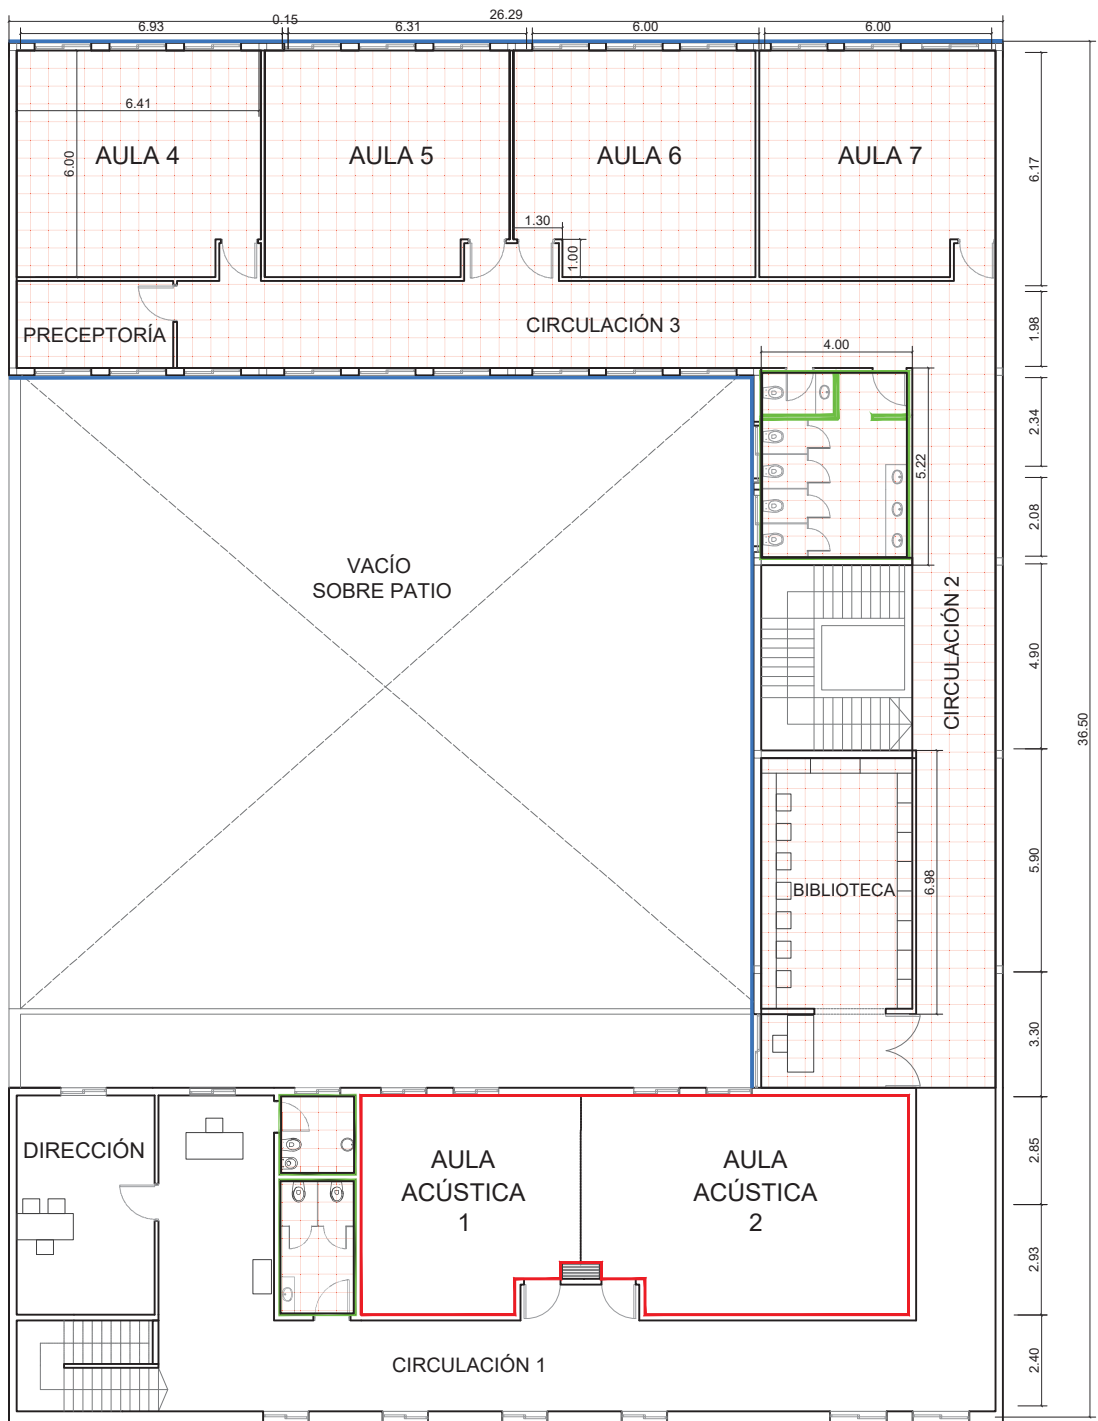 26.29
6.93
0.15
6.31
6.00
6.00
6.41
6.00
AULA 4
AULA 5
AULA 6
AULA 7
6.17
1.30
1.00
PRECEPTORÍA
CIRCULACIÓN 3
1.98
4.00
2.34
5.22
2.08
VACÍO
SOBRE PATIO
CIRCULACIÓN 2
4.90
36.50
BIBLIOTECA
6.98
5.90
3.30
DIRECCIÓN
AULA
ACÚSTICA
1
AULA
ACÚSTICA
2
2.85
2.93
CIRCULACIÓN 1
2.40